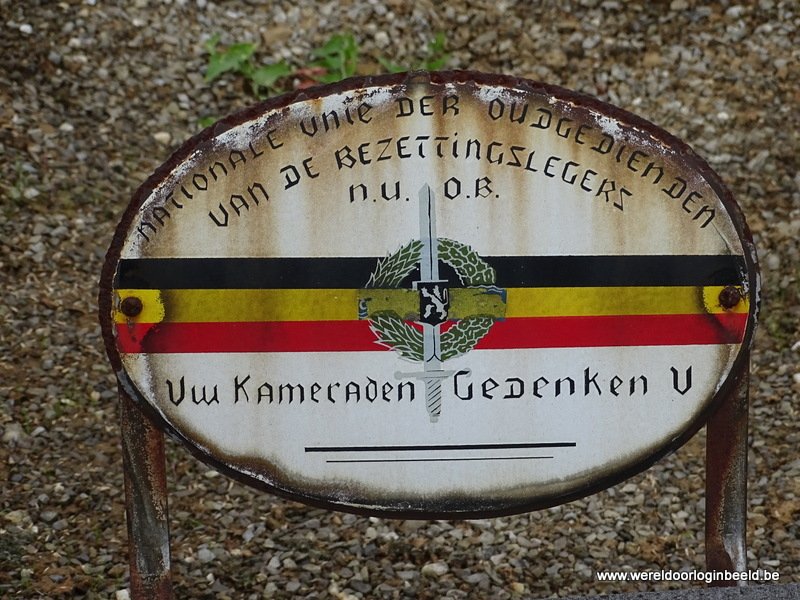 NATIONALE UNIE DER OUDGEDIENDEN
VAN DE BEZETTINGSLEGERS
N.U. O.B.
Uw Kameraden Gedenken U
www.wereldoorloginbeeld.be